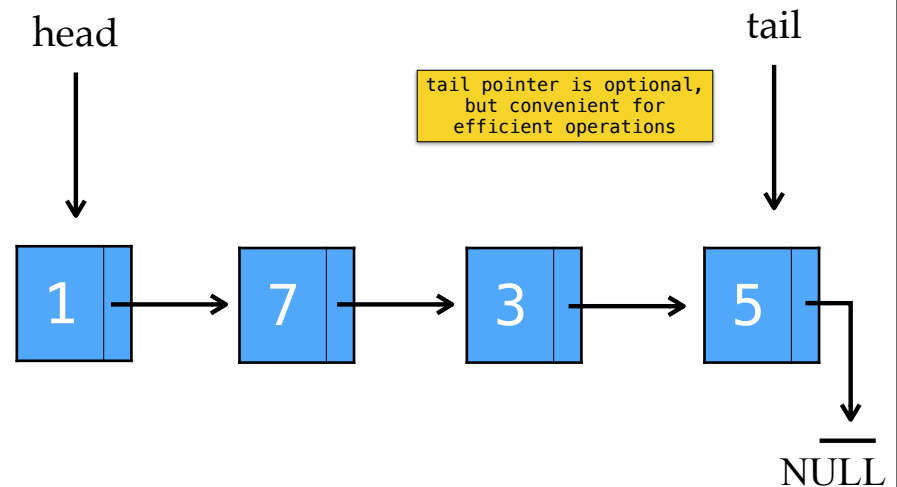 head
tail
tail pointer is optional,
but convenient for
efficient operations
1
7
3
5
NULL